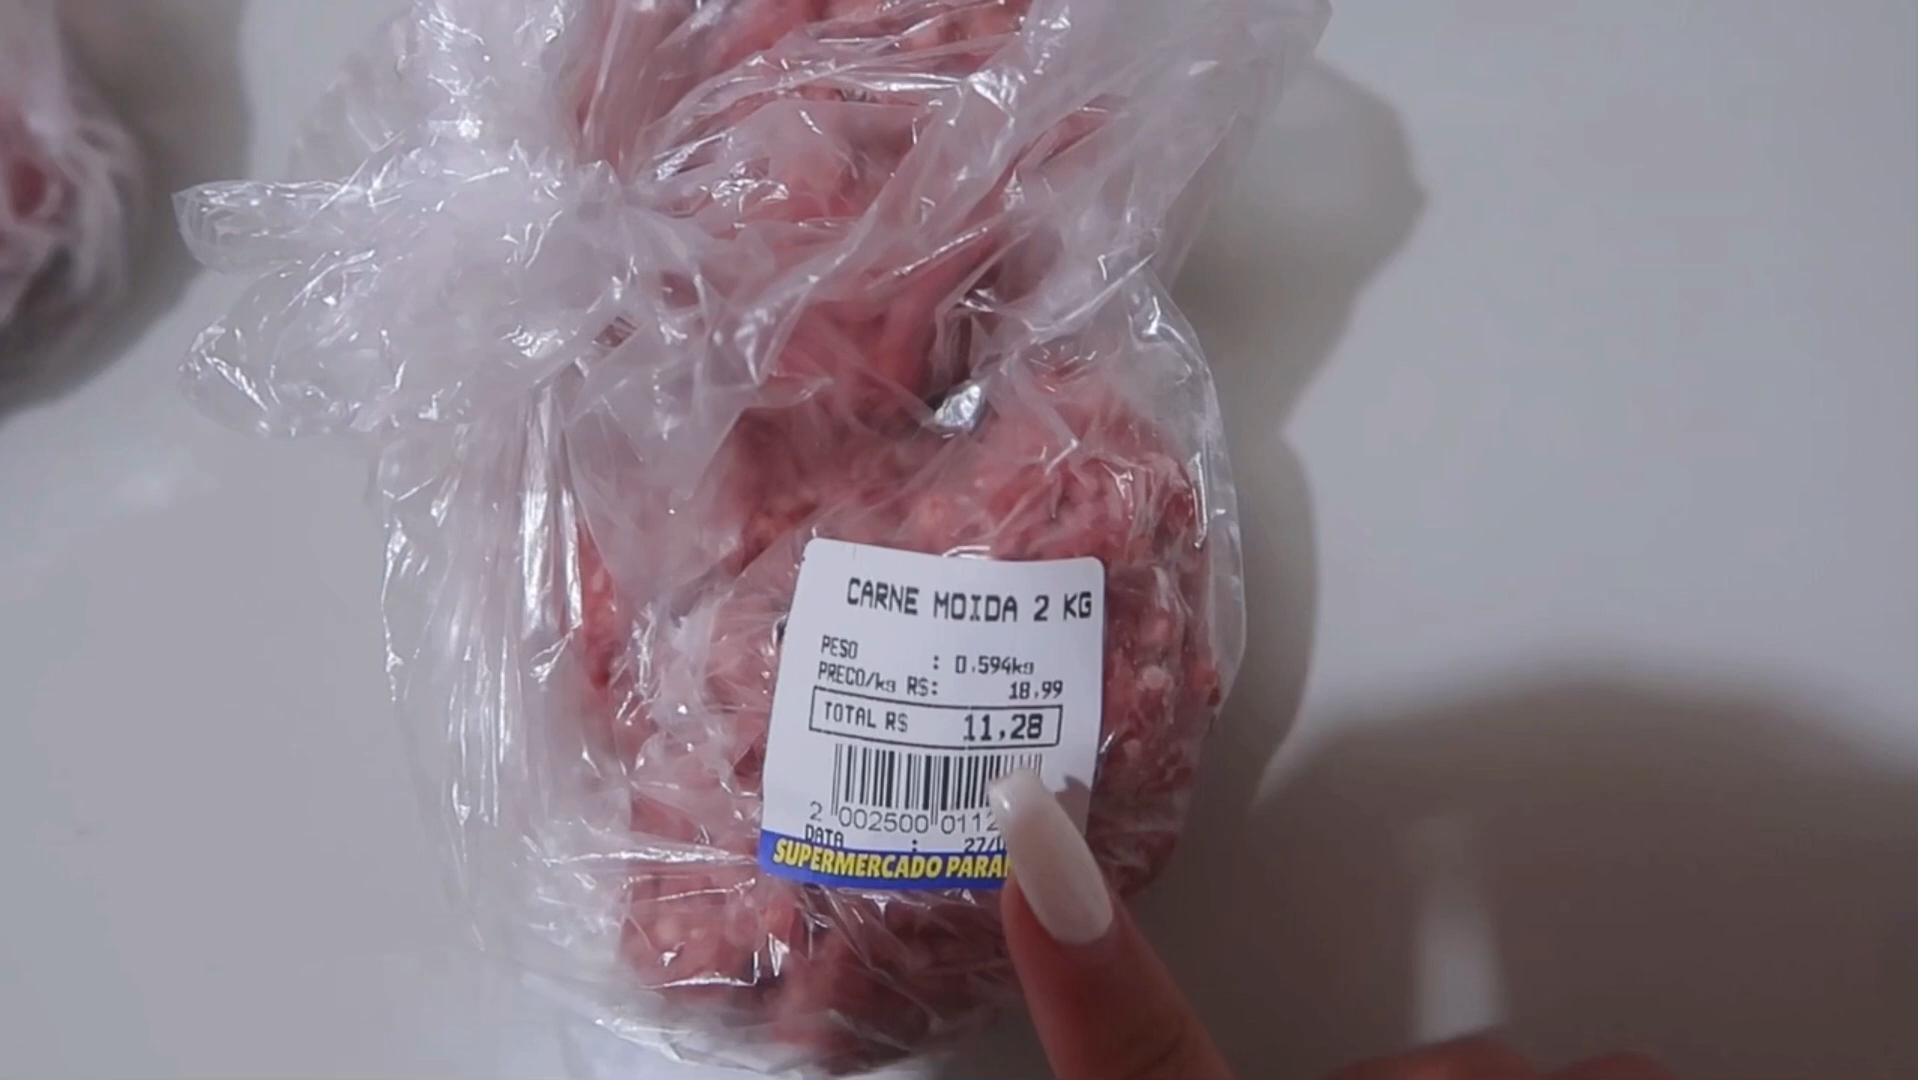 CARNE MOIDA 2 KG
PESO : 0.594kg
PRECO/kg R$: 18,99
TOTAL R$ 11,28
2 002500 0112
DATA : 27/
SUPERMERCADO